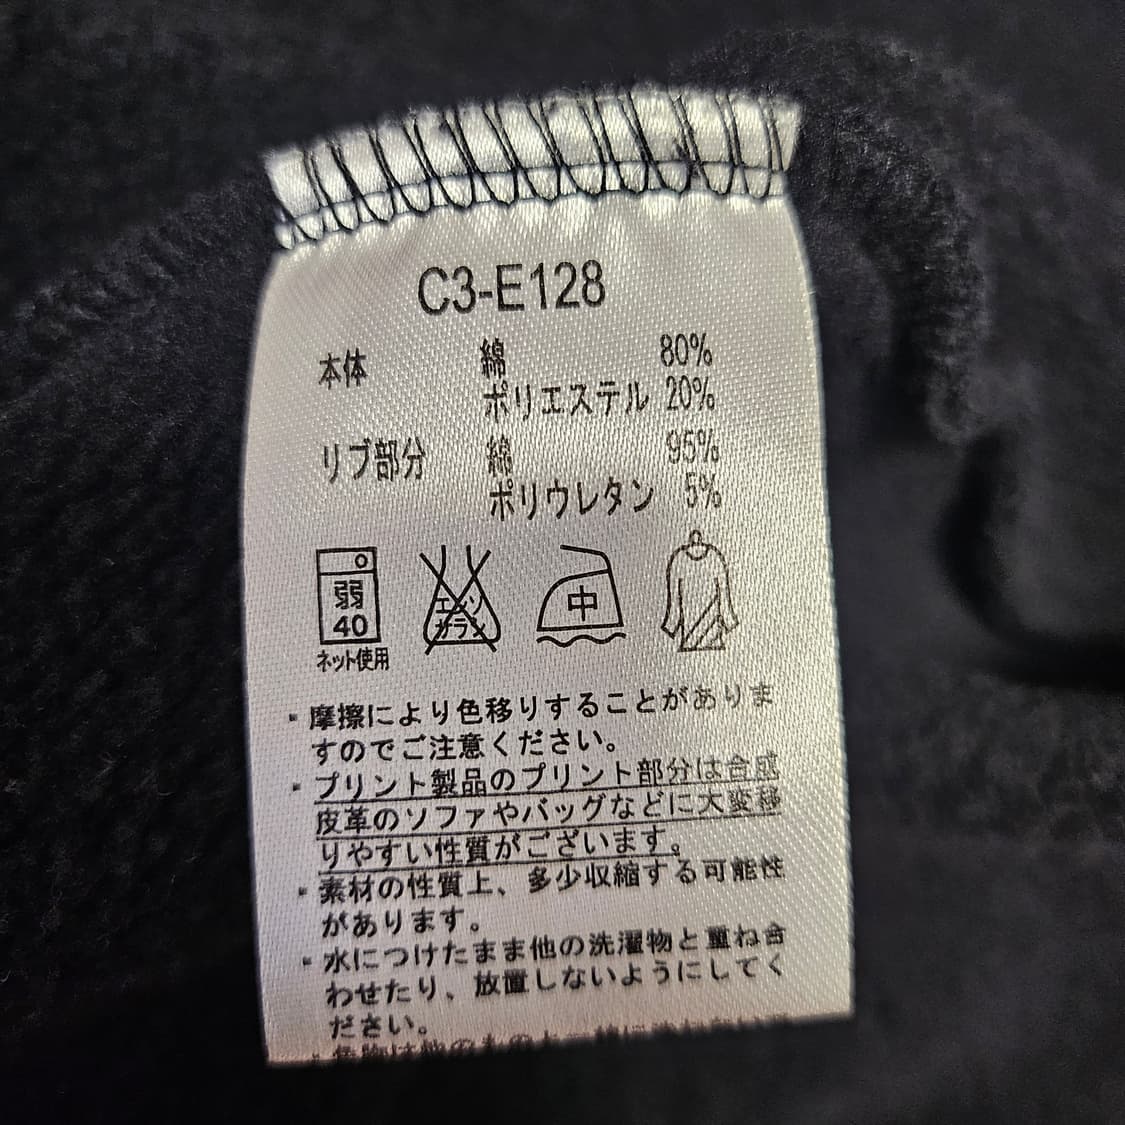 C3-E128
本体 綿 80%
ポリエステル 20%
リブ部分 綿 95%
ポリウレタン 5%
弱
40
ネット使用
エンソ
サラシ
中
・摩擦により色移りすることがありま
すのでご注意ください。
・プリント製品のプリント部分は合成
皮革のソファやバッグなどに大変移
りやすい性質がございます。
・素材の性質上、多少収縮する可能性
があります。
・水につけたまま他の洗濯物と重ね合
わせたり、放置しないようにしてく
ださい。